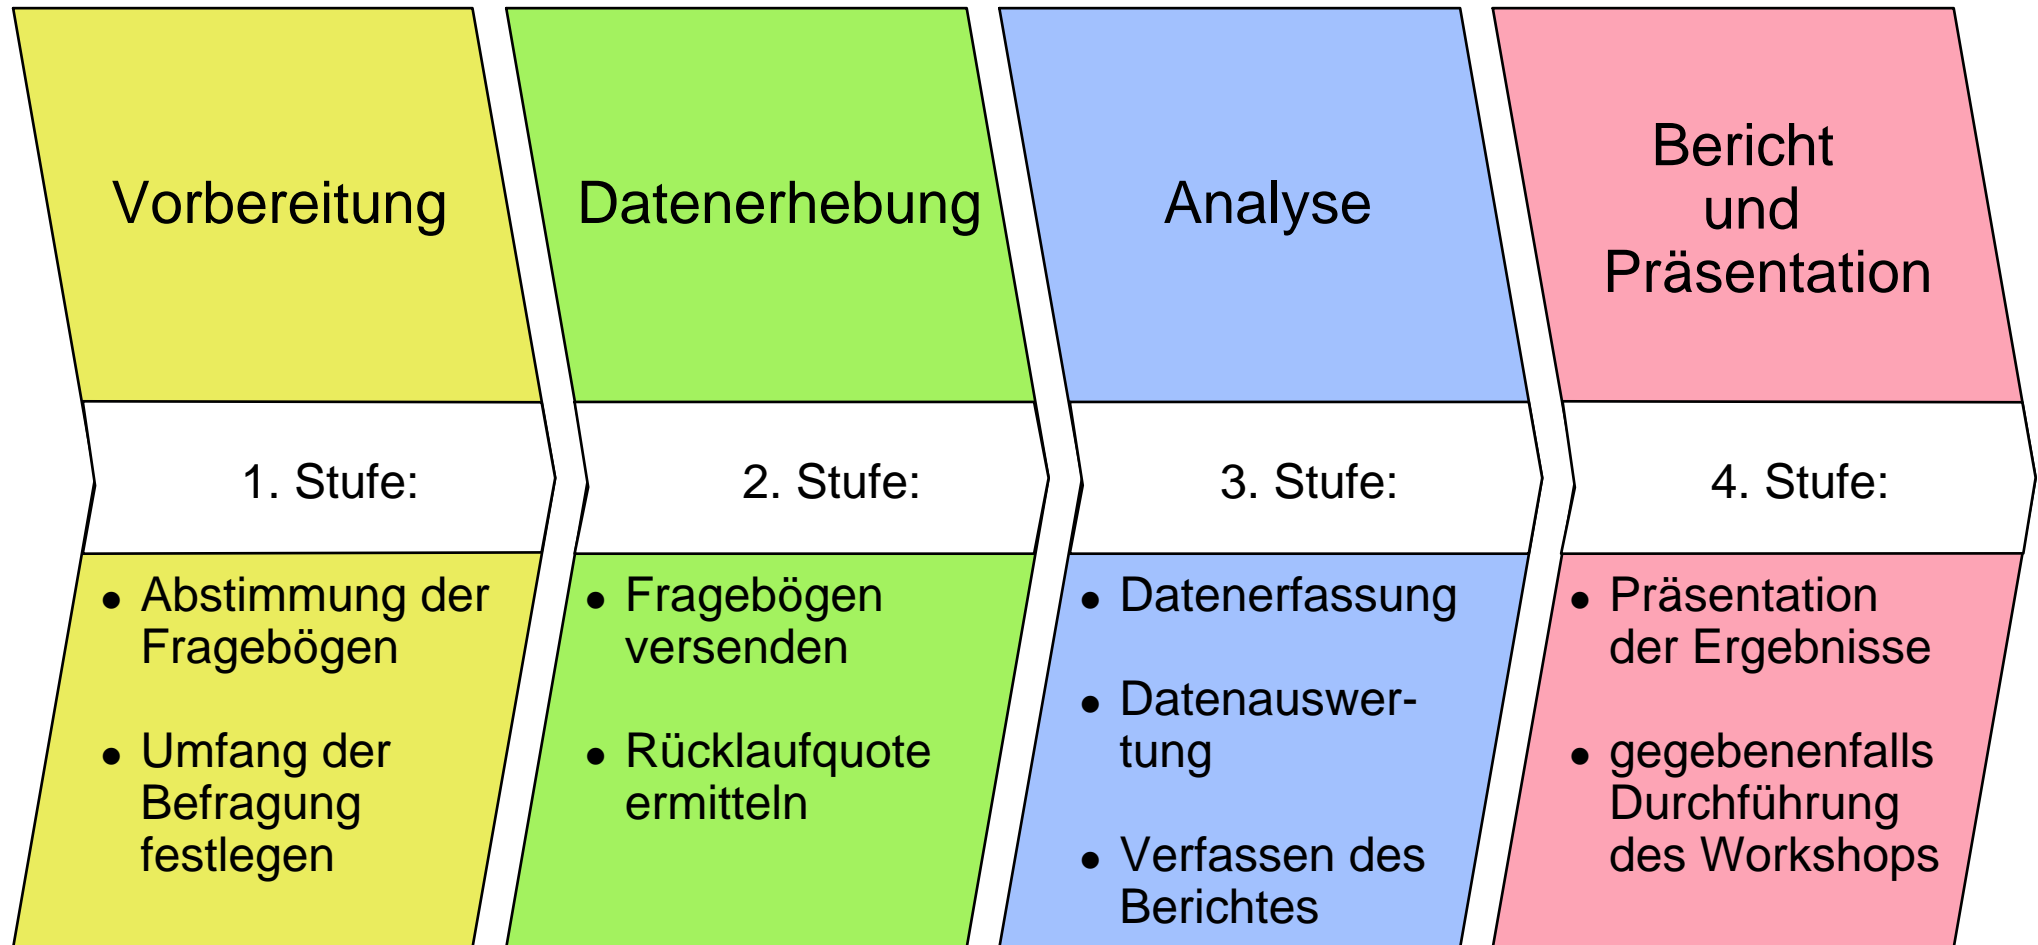 Vorbereitung
1. Stufe:
• Abstimmung der
Fragebögen
• Umfang der
Befragung
festlegen
Datenerhebung
2. Stufe:
• Fragebögen
versenden
• Rücklaufquote
ermitteln
Analyse
3. Stufe:
• Datenerfassung
• Datenauswer-
tung
• Verfassen des
Berichtes
Bericht
und
Präsentation
4. Stufe:
• Präsentation
der Ergebnisse
• gegebenenfalls
Durchführung
des Workshops